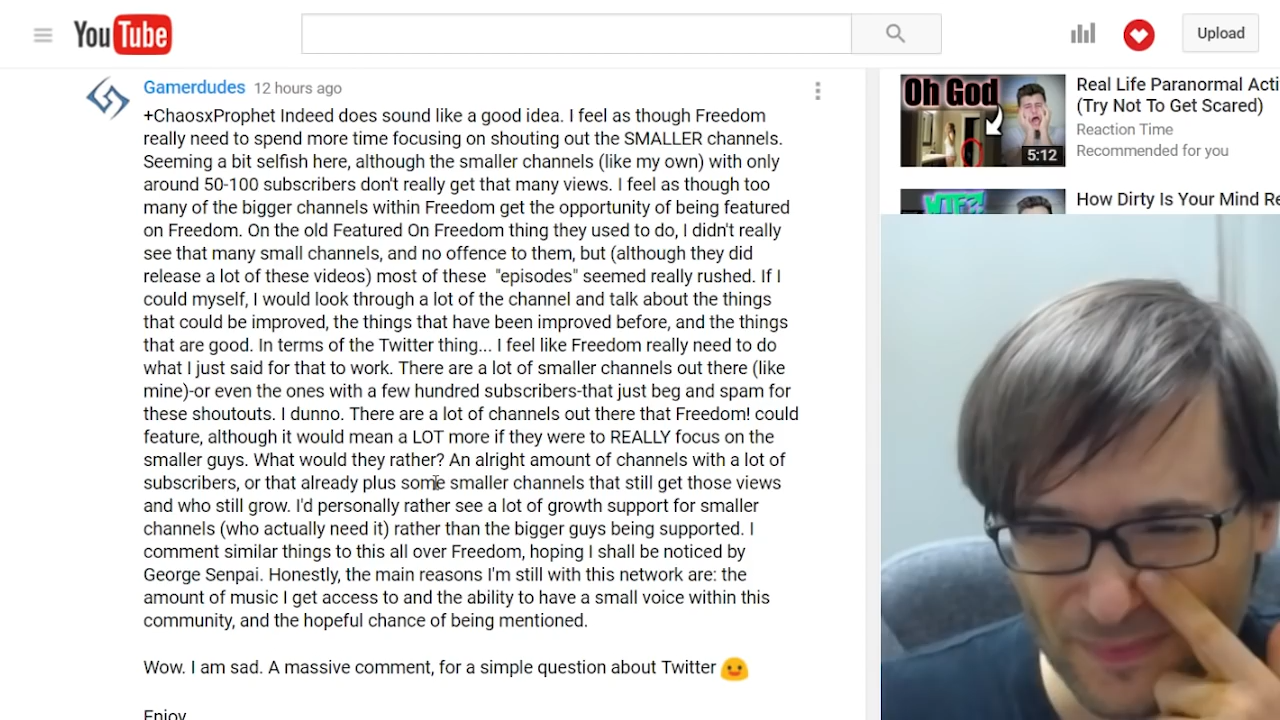 YouTube
Upload
Gamerdudes 12 hours ago
+ChaosxProphet Indeed does sound like a good idea. I feel as though Freedom
really need to spend more time focusing on shouting out the SMALLER channels.
Seeming a bit selfish here, although the smaller channels (like my own) with only
around 50-100 subscribers don't really get that many views. I feel as though too
many of the bigger channels within Freedom get the opportunity of being featured
on Freedom. On the old Featured On Freedom thing they used to do, I didn't really
see that many small channels, and no offence to them, but (although they did
release a lot of these videos) most of these "episodes" seemed really rushed. If I
could myself, I would look through a lot of the channel and talk about the things
that could be improved, the things that have been improved before, and the things
that are good. In terms of the Twitter thing... I feel like Freedom really need to do
what I just said for that to work. There are a lot of smaller channels out there (like
mine)-or even the ones with a few hundred subscribers-that just beg and spam for
these shoutouts. I dunno. There are a lot of channels out there that Freedom! could
feature, although it would mean a LOT more if they were to REALLY focus on the
smaller guys. What would they rather? An alright amount of channels with a lot of
subscribers, or that already plus some smaller channels that still get those views
and who still grow. I'd personally rather see a lot of growth support for smaller
channels (who actually need it) rather than the bigger guys being supported. I
comment similar things to this all over Freedom, hoping I shall be noticed by
George Senpai. Honestly, the main reasons I'm still with this network are: the
amount of music I get access to and the ability to have a small voice within this
community, and the hopeful chance of being mentioned.
Wow. I am sad. A massive comment, for a simple question about Twitter
Enjoy
Oh God
5:12
Real Life Paranormal Acti
(Try Not To Get Scared)
Reaction Time
Recommended for you
WTF?!
How Dirty Is Your Mind Re